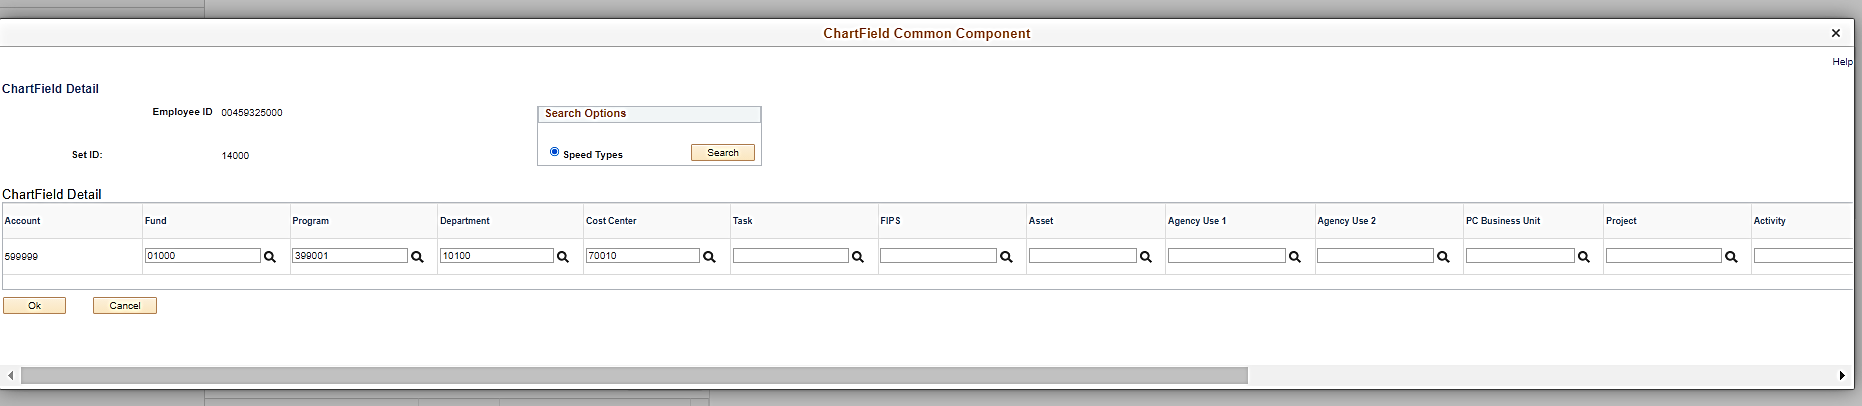 ChartField Common Component
×
Help
ChartField Detail
Employee ID 00459325000
Search Options
Set ID: 14000
Speed Types Search
ChartField Detail
Account Fund Program Department Cost Center Task FIPS Asset Agency Use 1 Agency Use 2 PC Business Unit Project Activity
599999 01000 399001 10100 70010
Ok Cancel